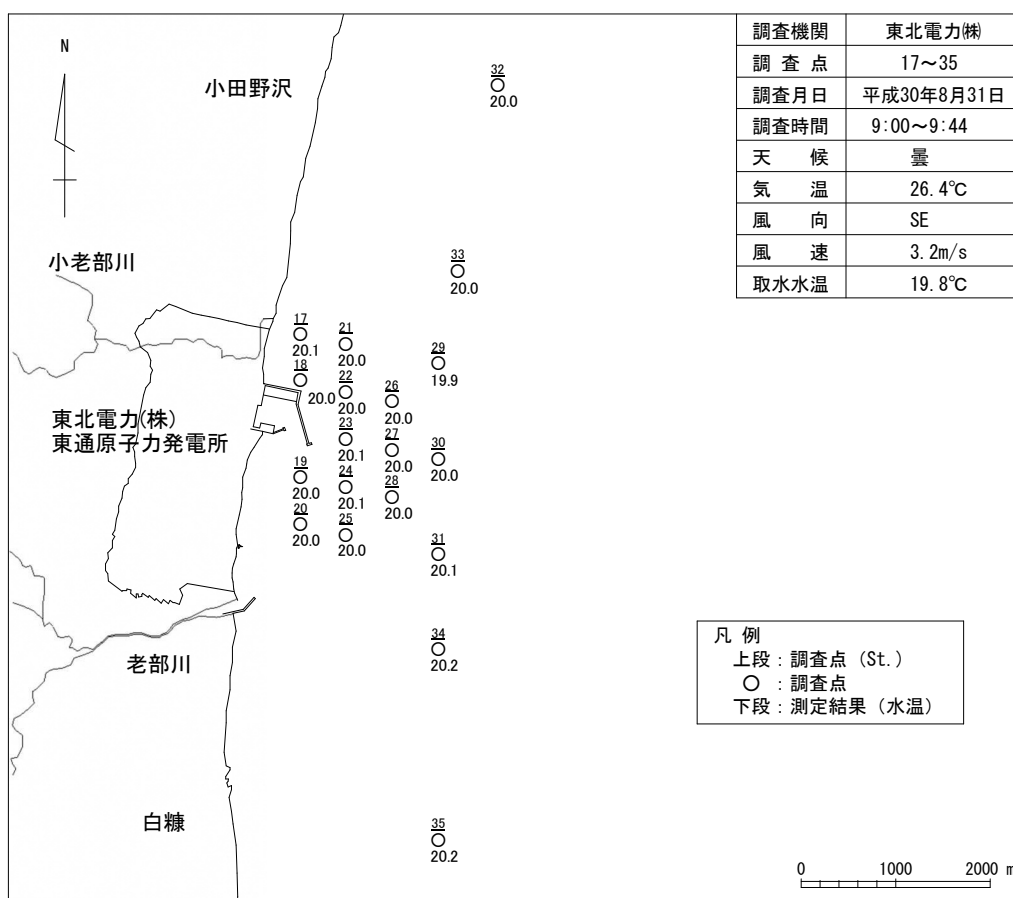 調査機関 東北電力㈱
調査点 17～35
調査月日 平成30年8月31日
調査時間 9:00～9:44
天候 曇
気温 26.4℃
風向 SE
風速 3.2m/s
取水水温 19.8℃
N
小田野沢
32
20.0
小老部川
33
20.0
17
20.1
21
20.0
29
19.9
18
20.0
22
20.0
26
20.0
東北電力(株)
東通原子力発電所
23
20.1
27
20.0
30
20.0
19
20.0
24
20.1
28
20.0
20
20.0
25
20.0
31
20.1
34
20.2
老部川
凡 例
上段：調査点（St.）
○ ：調査点
下段：測定結果（水温）
白糠
35
20.2
0 1000 2000 m